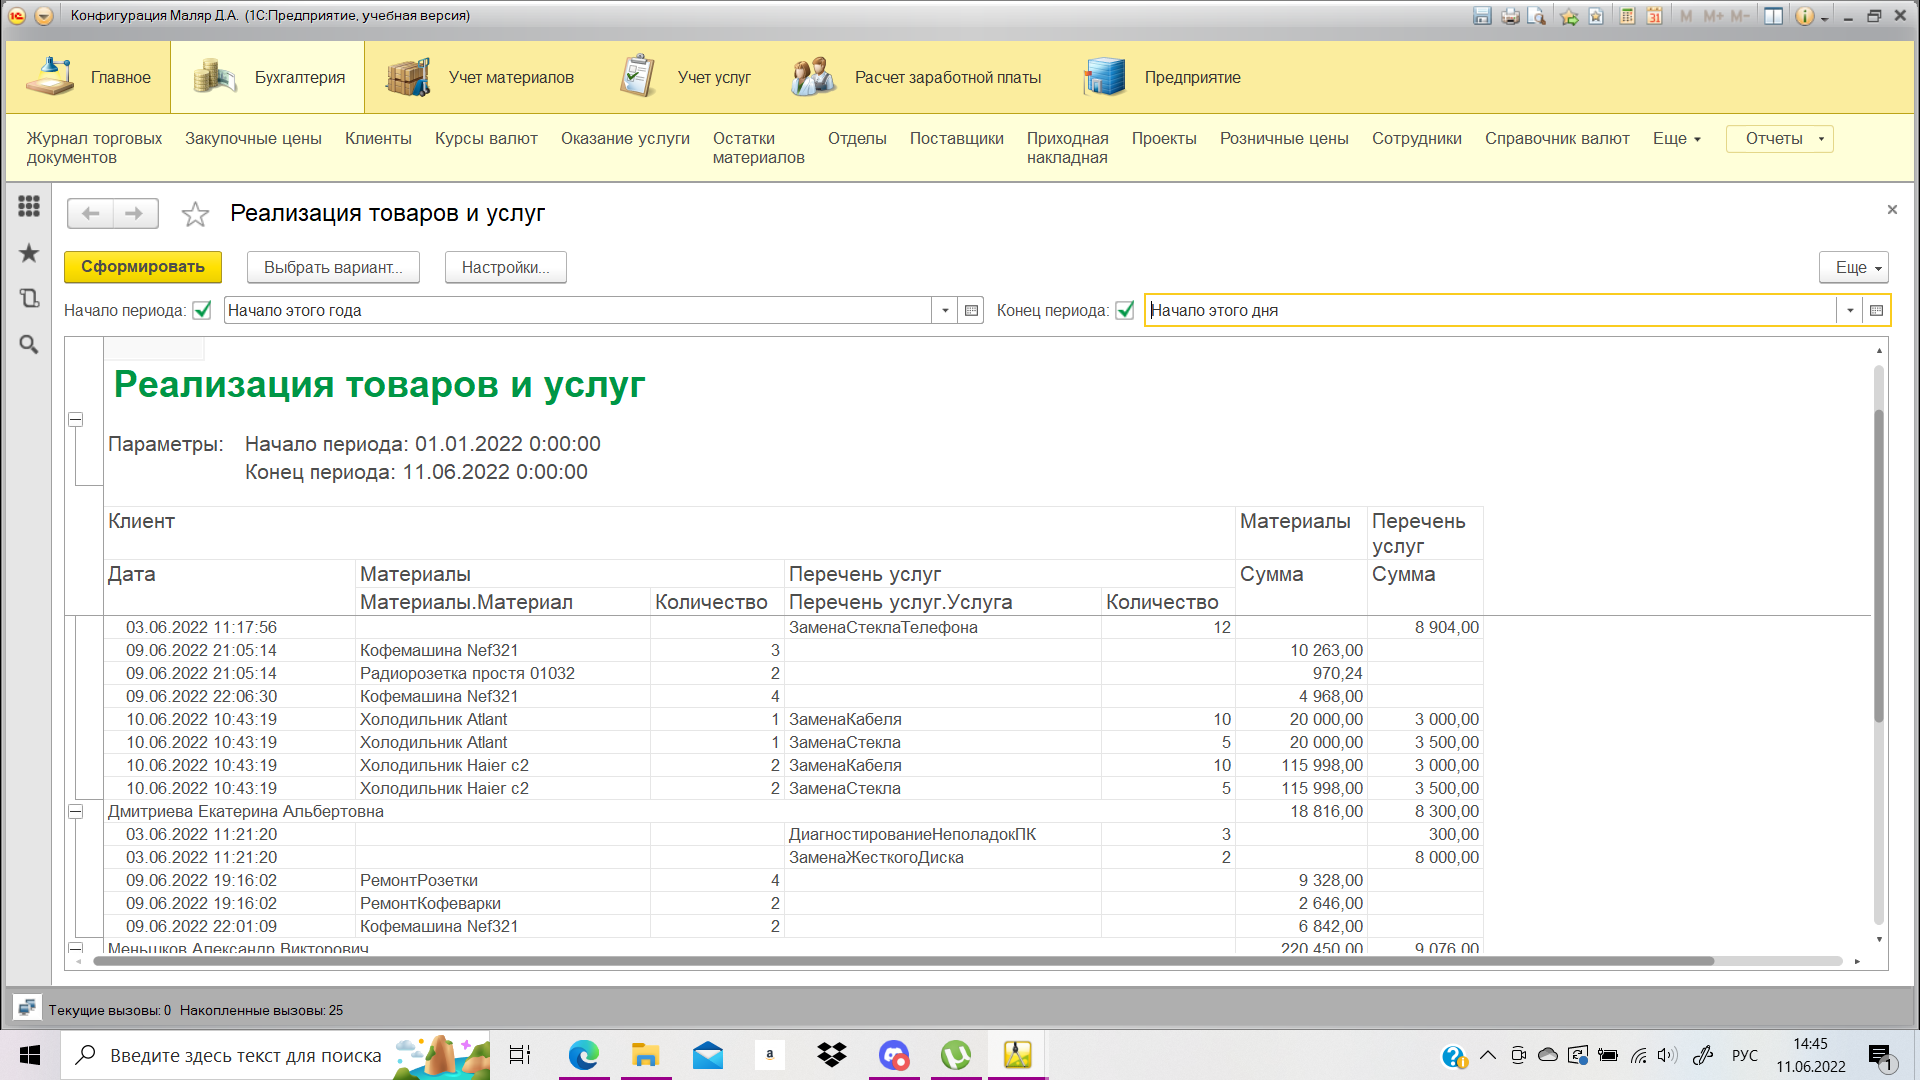 Конфигурация Маляр Д.А. (1С:Предприятие, учебная версия)
M M+ M-
Главное
Бухгалтерия
Учет материалов
Учет услуг
Расчет заработной платы
Предприятие
Журнал торговых документов
Закупочные цены
Клиенты
Курсы валют
Оказание услуги
Остатки материалов
Отделы
Поставщики
Приходная накладная
Проекты
Розничные цены
Сотрудники
Справочник валют
Еще
Отчеты
Реализация товаров и услуг
Сформировать
Выбрать вариант...
Настройки...
Еще
Начало периода: Начало этого года
Конец периода: Начало этого дня
Реализация товаров и услуг
Параметры: Начало периода: 01.01.2022 0:00:00
Конец периода: 11.06.2022 0:00:00
Клиент Материалы Перечень услуг
Дата Материалы Перечень услуг Сумма Сумма
Материалы.Материал Количество Перечень услуг.Услуга Количество
03.06.2022 11:17:56 ЗаменаСтеклаТелефона 12 8 904,00
09.06.2022 21:05:14 Кофемашина Nef321 3 10 263,00
09.06.2022 21:05:14 Радиорозетка простя 01032 2 970,24
09.06.2022 22:06:30 Кофемашина Nef321 4 4 968,00
10.06.2022 10:43:19 Холодильник Atlant 1 ЗаменаКабеля 10 20 000,00 3 000,00
10.06.2022 10:43:19 Холодильник Atlant 1 ЗаменаСтекла 5 20 000,00 3 500,00
10.06.2022 10:43:19 Холодильник Haier c2 2 ЗаменаКабеля 10 115 998,00 3 000,00
10.06.2022 10:43:19 Холодильник Haier c2 2 ЗаменаСтекла 5 115 998,00 3 500,00
Дмитриева Екатерина Альбертовна 18 816,00 8 300,00
03.06.2022 11:21:20 ДиагностированиеНеполадокПК 3 300,00
03.06.2022 11:21:20 ЗаменаЖесткогоДиска 2 8 000,00
09.06.2022 19:16:02 РемонтРозетки 4 9 328,00
09.06.2022 19:16:02 РемонтКофеварки 2 2 646,00
09.06.2022 22:01:09 Кофемашина Nef321 2 6 842,00
Меньшков Александр Викторович 220 450,00 9 076,00
Текущие вызовы: 0 Накопленные вызовы: 25
Введите здесь текст для поиска
a
РУС
14:45
11.06.2022
1